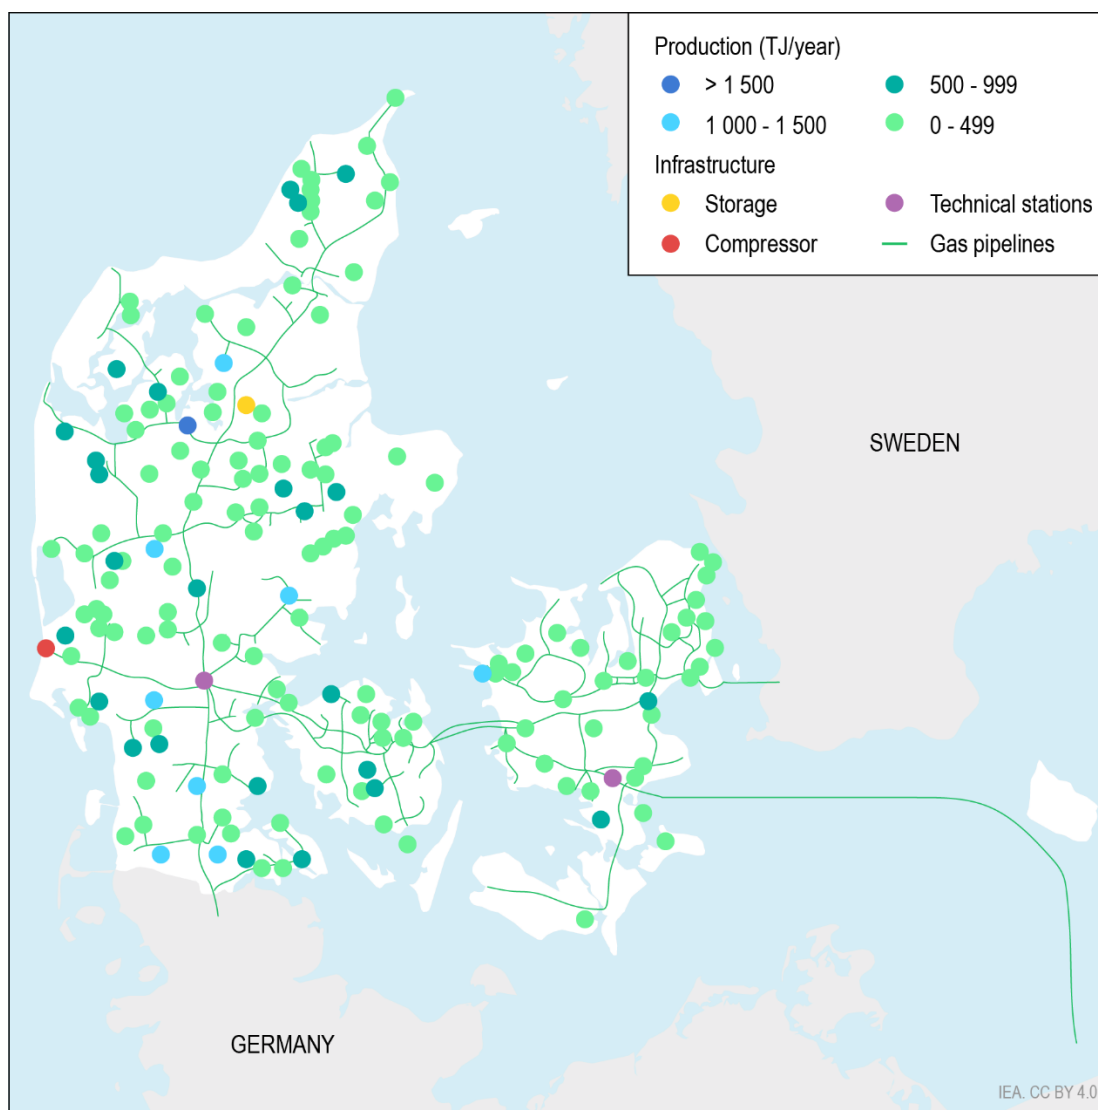 Production (TJ/year)
> 1 500
500 - 999
1 000 - 1 500
0 - 499
Infrastructure
Storage
Technical stations
Compressor
Gas pipelines
SWEDEN
GERMANY
IEA. CC BY 4.0